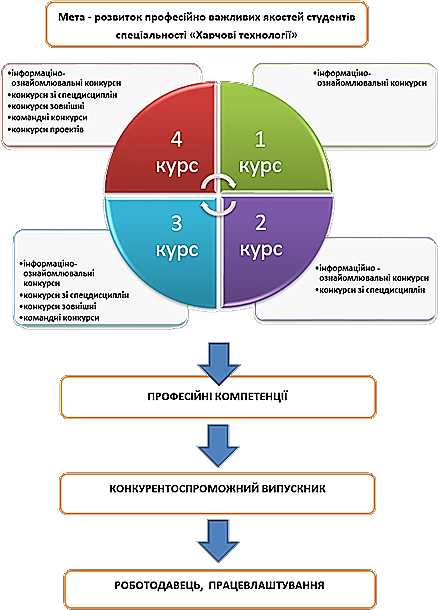 Мета - розвиток професійно важливих якостей студентів
спеціальності «Харчові технології»
•інформаціно-
ознайомлювальні конкурси
•конкурси зі спецдисциплін
•конкурси зовнішні
•командні конкурси
•конкурси проектів
•інформаціно-
ознайомлювальні конкурси
4
курс
1
курс
3
курс
2
курс
•інформаціно-
ознайомлювальні
конкурси
•конкурси зі спецдисциплін
•конкурси зовнішні
•командні конкурси
•інформаційно -
ознайомлювальні конкурси
•конкурси зі спецдисциплін
ПРОФЕСІЙНІ КОМПЕТЕНЦІЇ
КОНКУРЕНТОСПРОМОЖНИЙ ВИПУСКНИК
РОБОТОДАВЕЦЬ, ПРАЦЕВЛАШТУВАННЯ